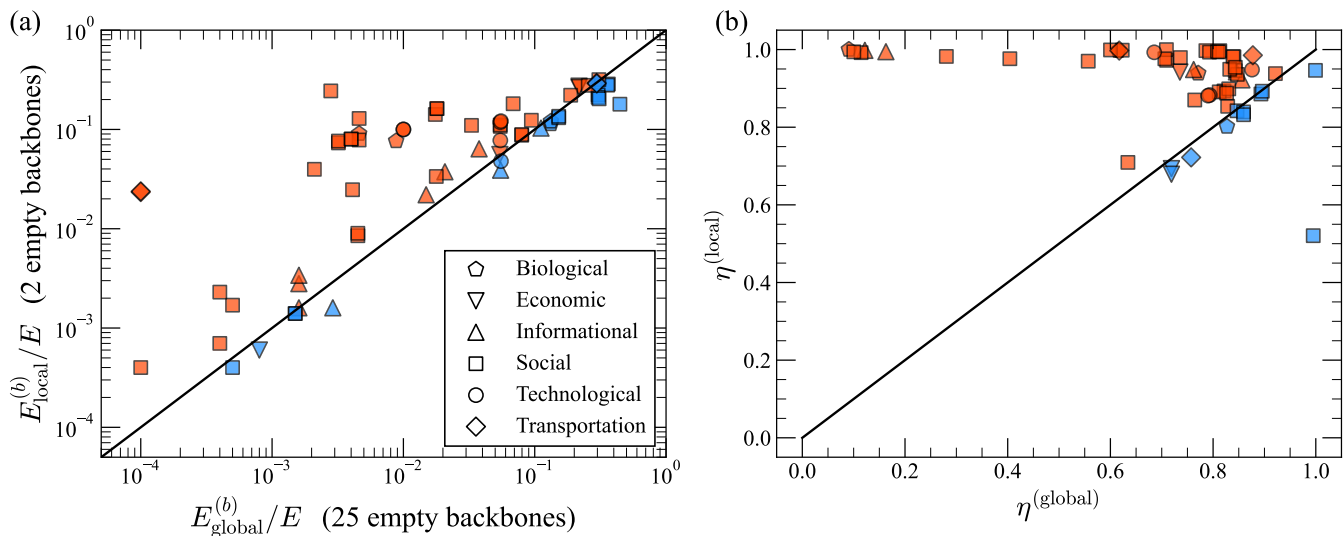 (a)
10^0
10^−1
10^−2
10^−3
10^−4
E_local^(b)/E (2 empty backbones)
10^−4 10^−3 10^−2 10^−1 10^0
E_global^(b)/E (25 empty backbones)
Biological
Economic
Informational
Social
Technological
Transportation
(b)
1.0
0.8
0.6
0.4
0.2
0.0
η^(local)
0.0 0.2 0.4 0.6 0.8 1.0
η^(global)